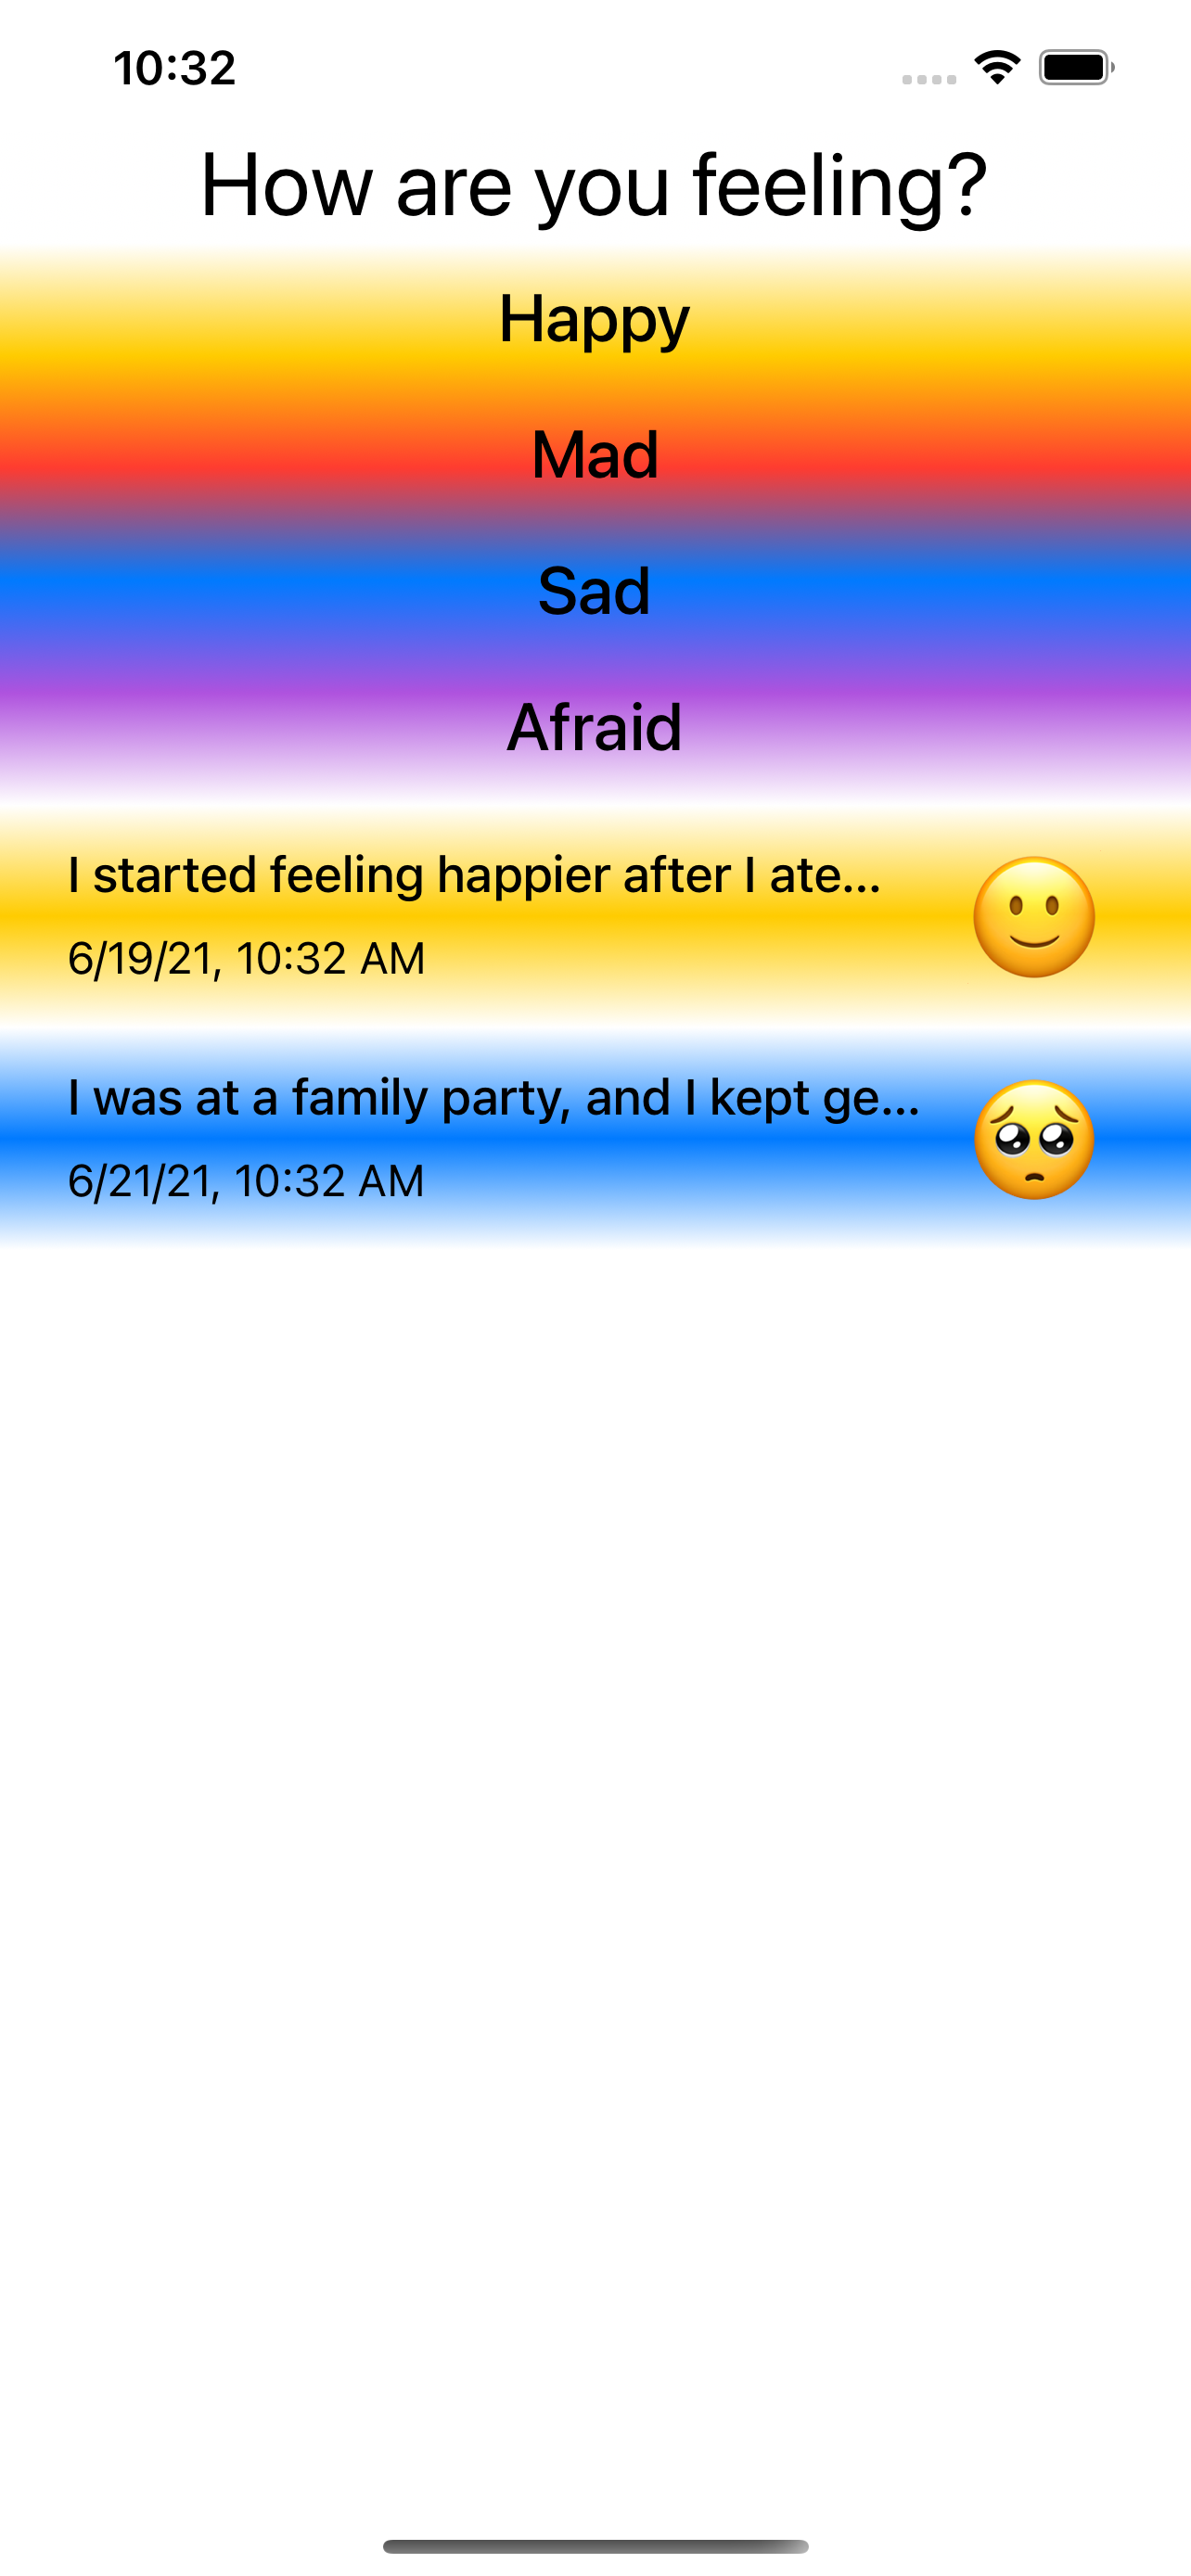 10:32
How are you feeling?
Happy
Mad
Sad
Afraid
I started feeling happier after I ate...
6/19/21, 10:32 AM
I was at a family party, and I kept ge...
6/21/21, 10:32 AM